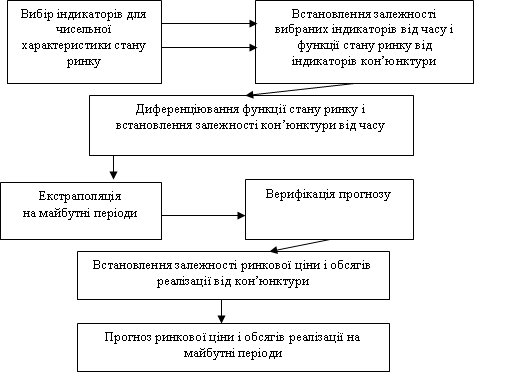 Вибір індикаторів для
чисельної
характеристики стану
ринку
Встановлення залежності
вибраних індикаторів від часу і
функції стану ринку від
індикаторів кон’юнктури
Диференціювання функції стану ринку і
встановлення залежності кон’юнктури від часу
Екстраполяція
на майбутні періоди
Верифікація прогнозу
Встановлення залежності ринкової ціни і обсягів
реалізації від кон’юнктури
Прогноз ринкової ціни і обсягів реалізації на
майбутні періоди